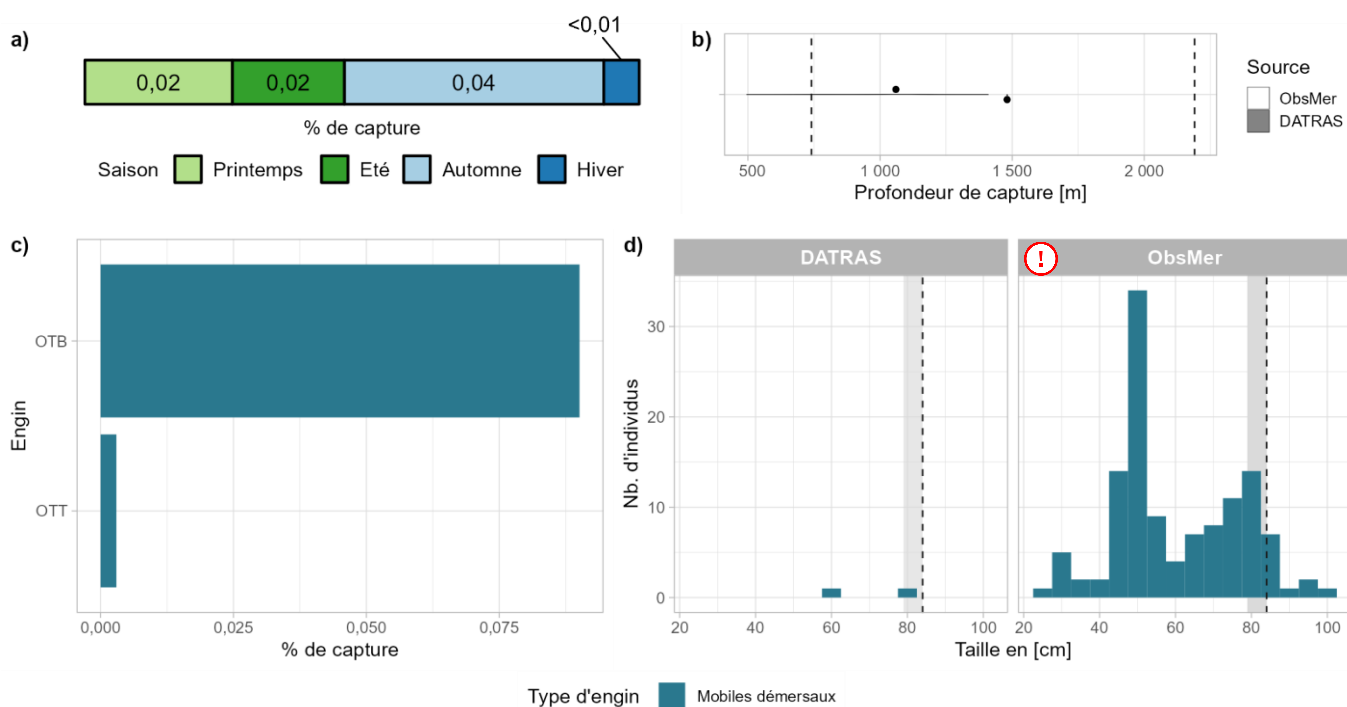 a)
<0,01
0,02 0,02 0,04
% de capture
Saison Printemps Eté Automne Hiver
b)
500 1 000 1 500 2 000
Profondeur de capture [m]
Source
ObsMer
DATRAS
c)
Engin
OTB
OTT
0,000 0,025 0,050 0,075
% de capture
d)
DATRAS ! ObsMer
Nb. d'individus
30
20
10
0
20 40 60 80 100 20 40 60 80 100
Taille en [cm]
Type d'engin Mobiles démersaux